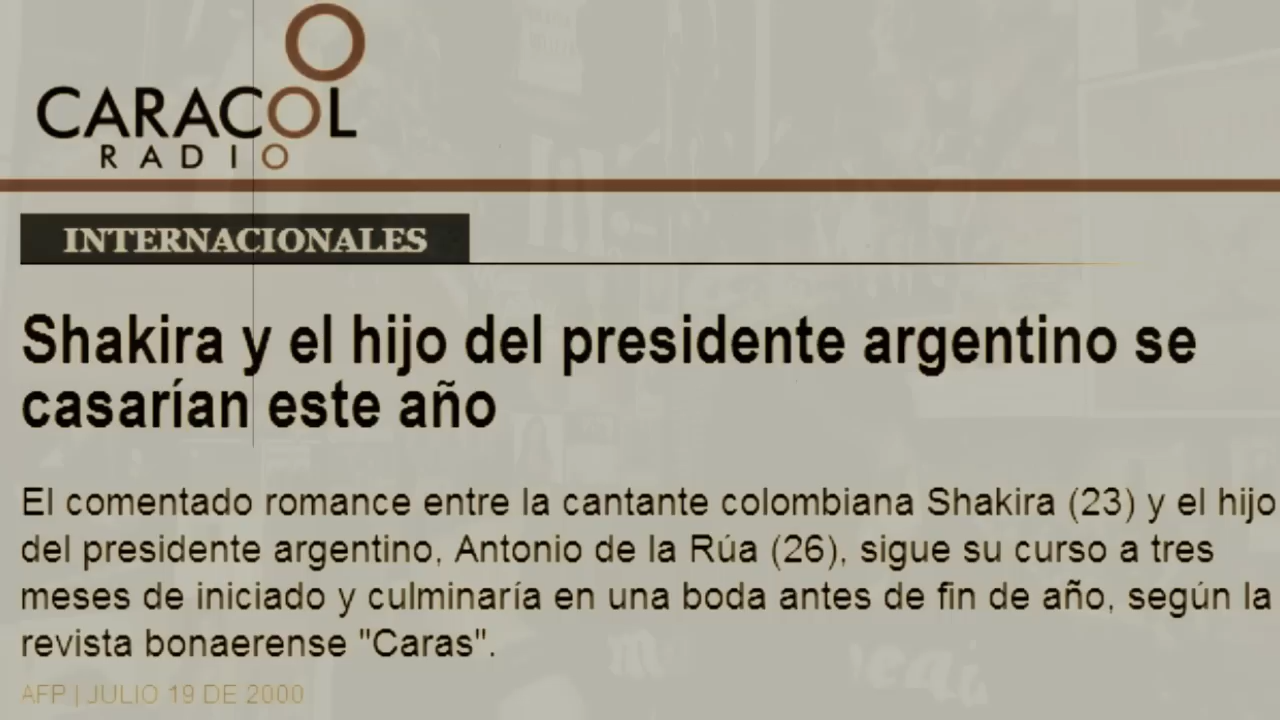 CARACOL
RADIO
INTERNACIONALES
Shakira y el hijo del presidente argentino se
casarían este año
El comentado romance entre la cantante colombiana Shakira (23) y el hijo
del presidente argentino, Antonio de la Rúa (26), sigue su curso a tres
meses de iniciado y culminaría en una boda antes de fin de año, según la
revista bonaerense "Caras".
AFP | JULIO 19 DE 2000